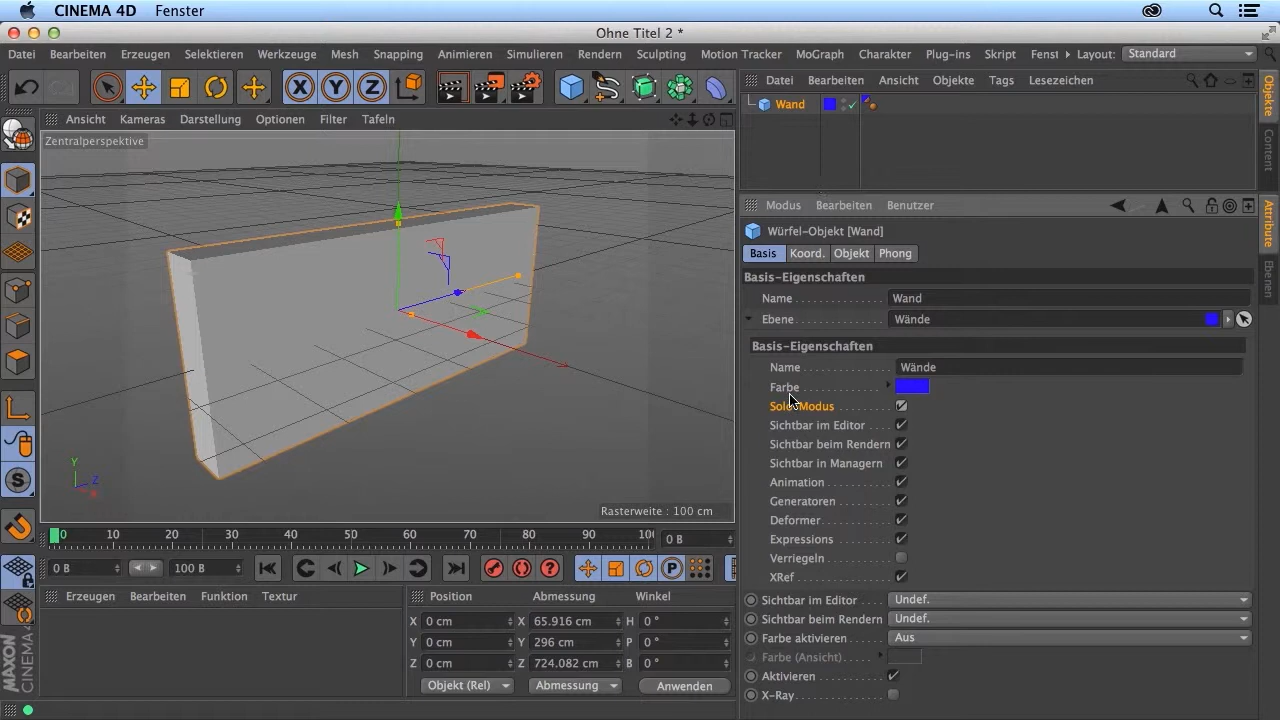 CINEMA 4D Fenster
Ohne Titel 2 *
Datei Bearbeiten Erzeugen Selektieren Werkzeuge Mesh Snapping Animieren Simulieren Rendern Sculpting Motion Tracker MoGraph Charakter Plug-ins Skript Fenst Layout: Standard
X Y Z
Datei Bearbeiten Ansicht Objekte Tags Lesezeichen
Objekte
Wand
Content
Ansicht Kameras Darstellung Optionen Filter Tafeln
Zentralperspektive
Y
Z
X
Rasterweite : 100 cm
Modus Bearbeiten Benutzer
Attribute
Ebenen
Würfel-Objekt [Wand]
Basis Koord. Objekt Phong
Basis-Eigenschaften
Name Wand
Ebene Wände
Basis-Eigenschaften
Name Wände
Farbe
Solo-Modus
Sichtbar im Editor
Sichtbar beim Rendern
Sichtbar in Managern
Animation
Generatoren
Deformer
Expressions
Verriegeln
XRef
Sichtbar im Editor Undef.
Sichtbar beim Rendern Undef.
Farbe aktivieren Aus
Farbe (Ansicht)
Aktivieren
X-Ray
S
0 10 20 30 40 50 60 70 80 90 10 0 B
0 B 100 B
P
Erzeugen Bearbeiten Funktion Textur
Position Abmessung Winkel
X 0 cm X 65.916 cm H 0 °
Y 0 cm Y 296 cm P 0 °
Z 0 cm Z 724.082 cm B 0 °
Objekt (Rel) Abmessung Anwenden
MAXON
CINEMA 4D